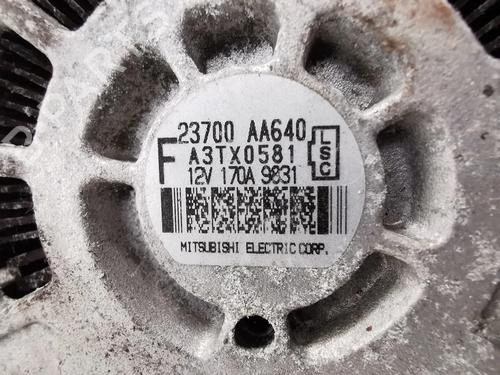 23700 AA640
F A3TX0581
12V 170A 9831
LSC
MITSUBISHI ELECTRIC CORP.